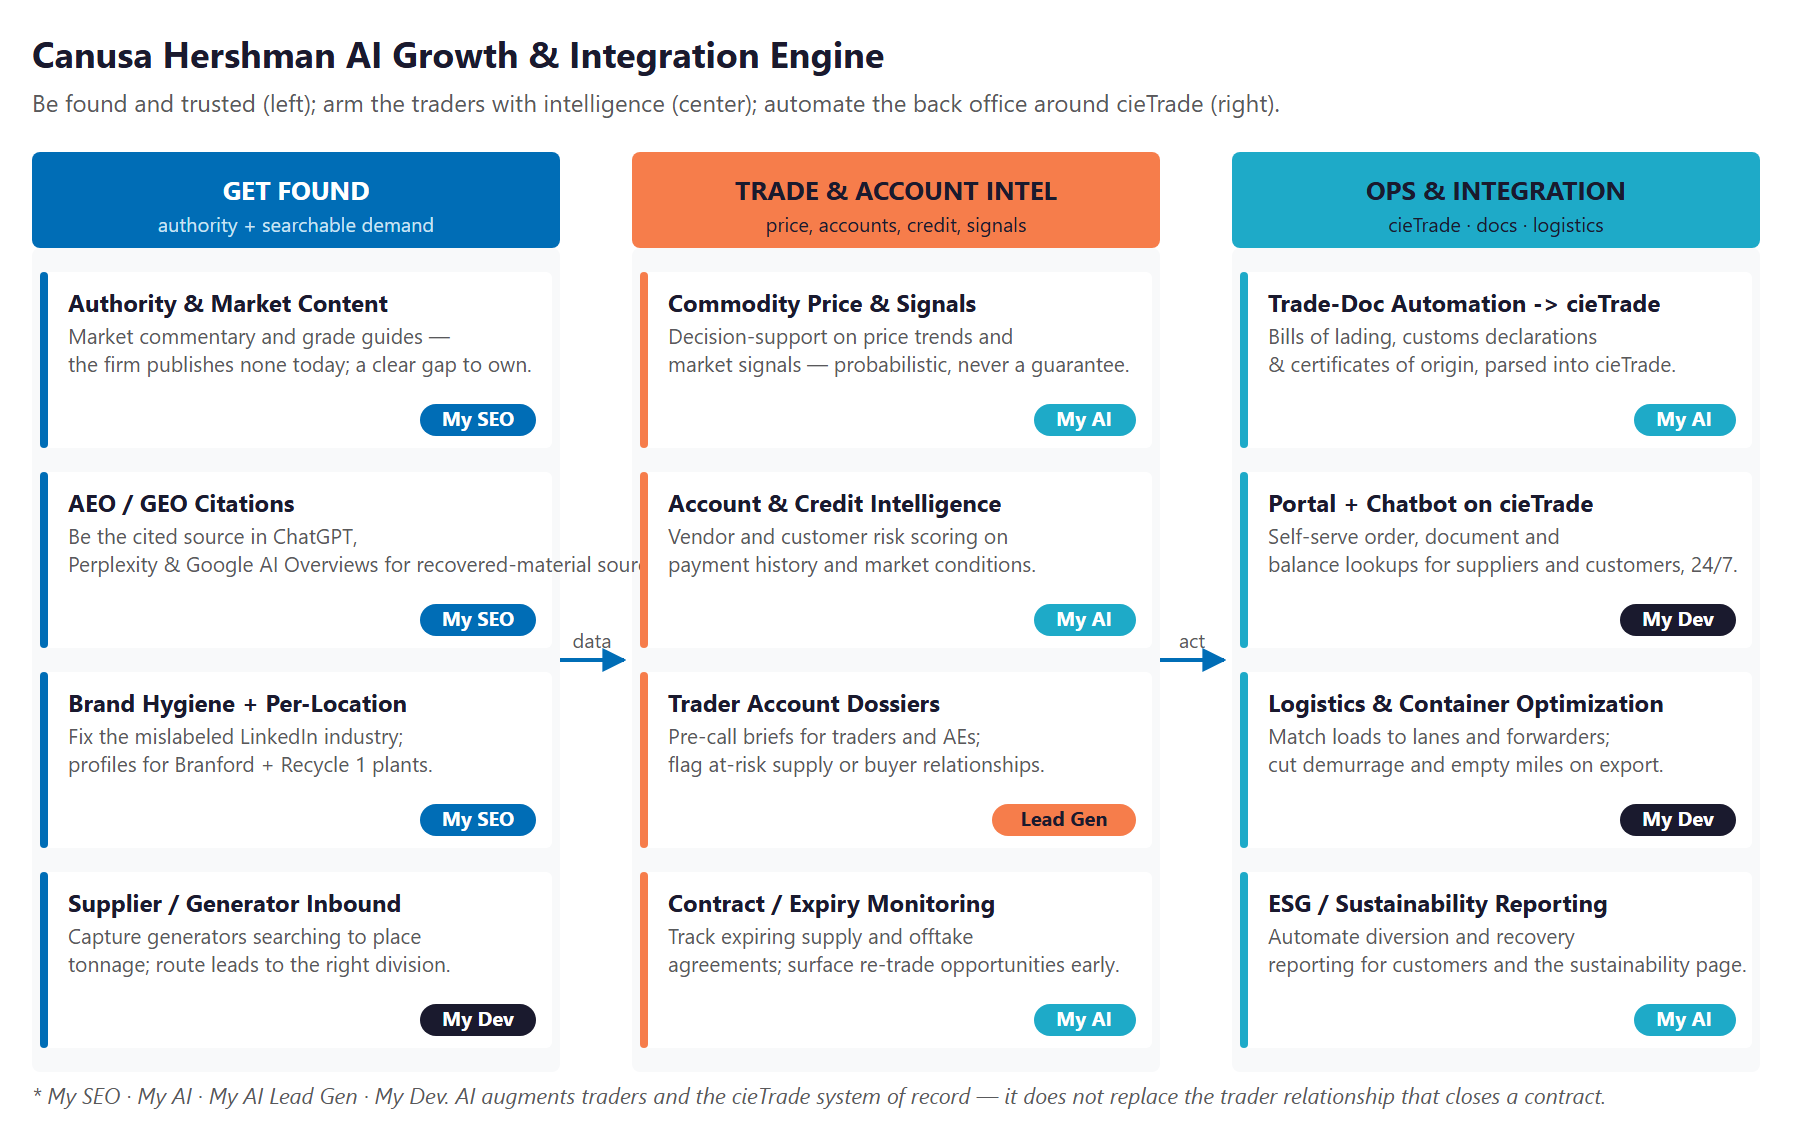 Canusa Hershman AI Growth & Integration Engine
Be found and trusted (left); arm the traders with intelligence (center); automate the back office around cieTrade (right).
GET FOUND
authority + searchable demand
Authority & Market Content
Market commentary and grade guides —
the firm publishes none today; a clear gap to own.
My SEO
AEO / GEO Citations
Be the cited source in ChatGPT,
Perplexity & Google AI Overviews for recovered-material
My SEO
Brand Hygiene + Per-Location
Fix the mislabeled LinkedIn industry;
profiles for Branford + Recycle 1 plants.
My SEO
Supplier / Generator Inbound
Capture generators searching to place
tonnage; route leads to the right division.
My Dev
data
TRADE & ACCOUNT INTEL
price, accounts, credit, signals
Commodity Price & Signals
Decision-support on price trends and
market signals — probabilistic, never a guarantee.
My AI
Account & Credit Intelligence
Vendor and customer risk scoring on
payment history and market conditions.
My AI
Trader Account Dossiers
Pre-call briefs for traders and AEs;
flag at-risk supply or buyer relationships.
Lead Gen
Contract / Expiry Monitoring
Track expiring supply and offtake
agreements; surface re-trade opportunities early.
My AI
act
OPS & INTEGRATION
cieTrade · docs · logistics
Trade-Doc Automation -> cieTrade
Bills of lading, customs declarations
& certificates of origin, parsed into cieTrade.
My AI
Portal + Chatbot on cieTrade
Self-serve order, document and
balance lookups for suppliers and customers, 24/7.
My Dev
Logistics & Container Optimization
Match loads to lanes and forwarders;
cut demurrage and empty miles on export.
My Dev
ESG / Sustainability Reporting
Automate diversion and recovery
reporting for customers and the sustainability page.
My AI
* My SEO · My AI · My AI Lead Gen · My Dev. AI augments traders and the cieTrade system of record — it does not replace the trader relationship that closes a contract.